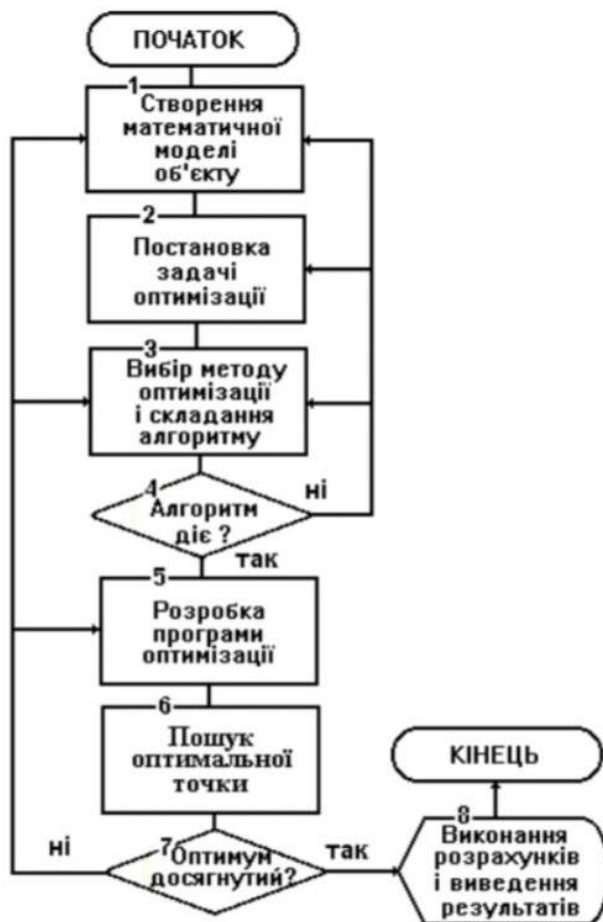 ПОЧАТОК
1
Створення
математичної
моделі
об'єкту
2
Постановка
задачі
оптимізації
3
Вибір методу
оптимізації
і складання
алгоритму
4
ні
Алгоритм
діє ?
так
5
Розробка
програми
оптимізації
6
Пошук
оптимальної
точки
КІНЕЦЬ
ні
7
Оптимум
досягнутий?
так
8
Виконання
розрахунків
і виведення
результатів